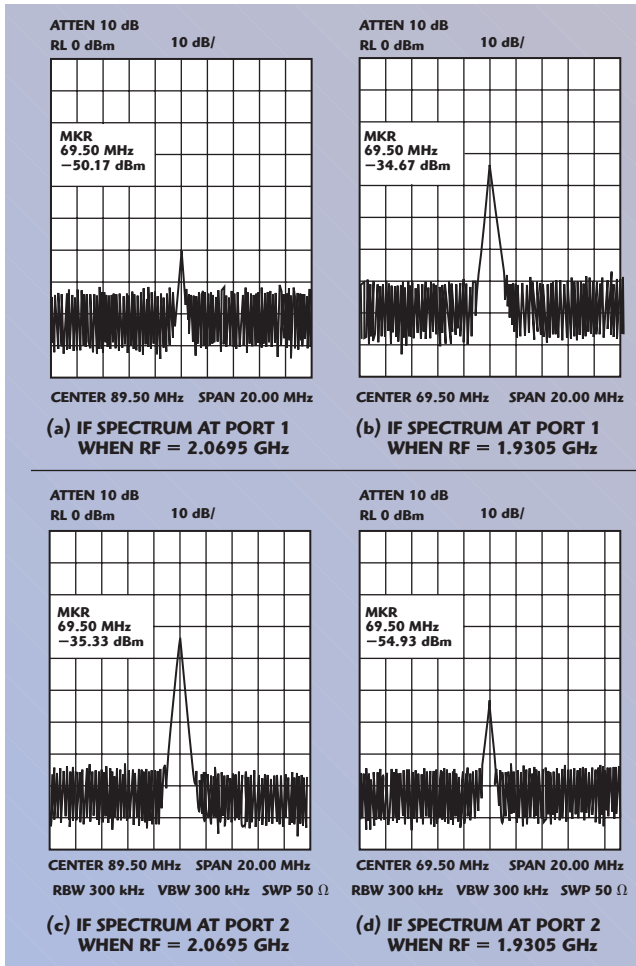 ATTEN 10 dB
RL 0 dBm 10 dB/
MKR
69.50 MHz
−50.17 dBm
CENTER 89.50 MHz SPAN 20.00 MHz
(a) IF SPECTRUM AT PORT 1
WHEN RF = 2.0695 GHz
ATTEN 10 dB
RL 0 dBm 10 dB/
MKR
69.50 MHz
−34.67 dBm
CENTER 69.50 MHz SPAN 20.00 MHz
(b) IF SPECTRUM AT PORT 1
WHEN RF = 1.9305 GHz
ATTEN 10 dB
RL 0 dBm 10 dB/
MKR
69.50 MHz
−35.33 dBm
CENTER 89.50 MHz SPAN 20.00 MHz
RBW 300 kHz VBW 300 kHz SWP 50 Ω
(c) IF SPECTRUM AT PORT 2
WHEN RF = 2.0695 GHz
ATTEN 10 dB
RL 0 dBm 10 dB/
MKR
69.50 MHz
−54.93 dBm
CENTER 69.50 MHz SPAN 20.00 MHz
RBW 300 kHz VBW 300 kHz SWP 50 Ω
(d) IF SPECTRUM AT PORT 2
WHEN RF = 1.9305 GHz